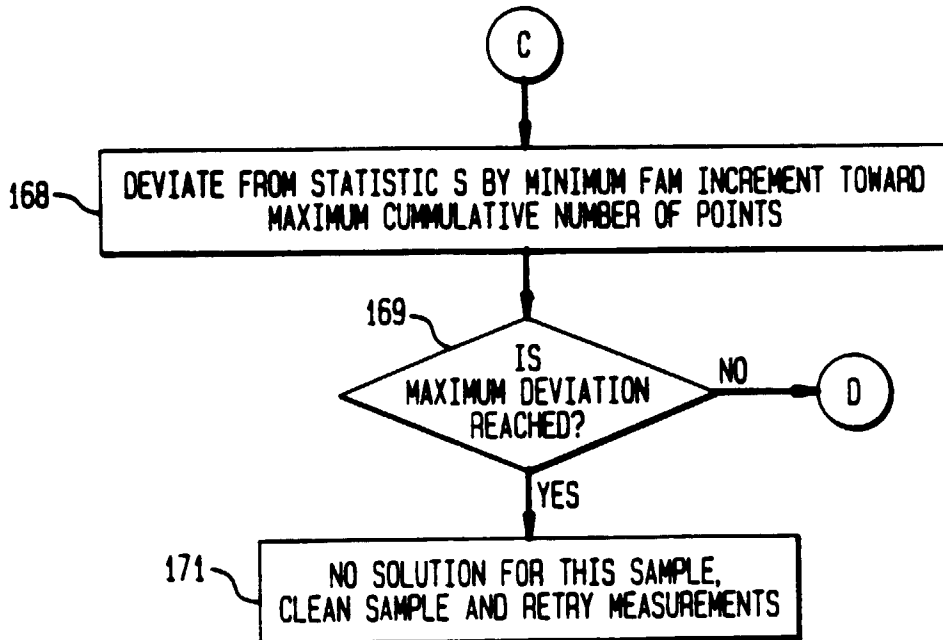 C
168
DEVIATE FROM STATISTIC S BY MINIMUM FAM INCREMENT TOWARD
MAXIMUM CUMMULATIVE NUMBER OF POINTS
169
IS
MAXIMUM DEVIATION
REACHED?
NO
D
YES
171
NO SOLUTION FOR THIS SAMPLE,
CLEAN SAMPLE AND RETRY MEASUREMENTS